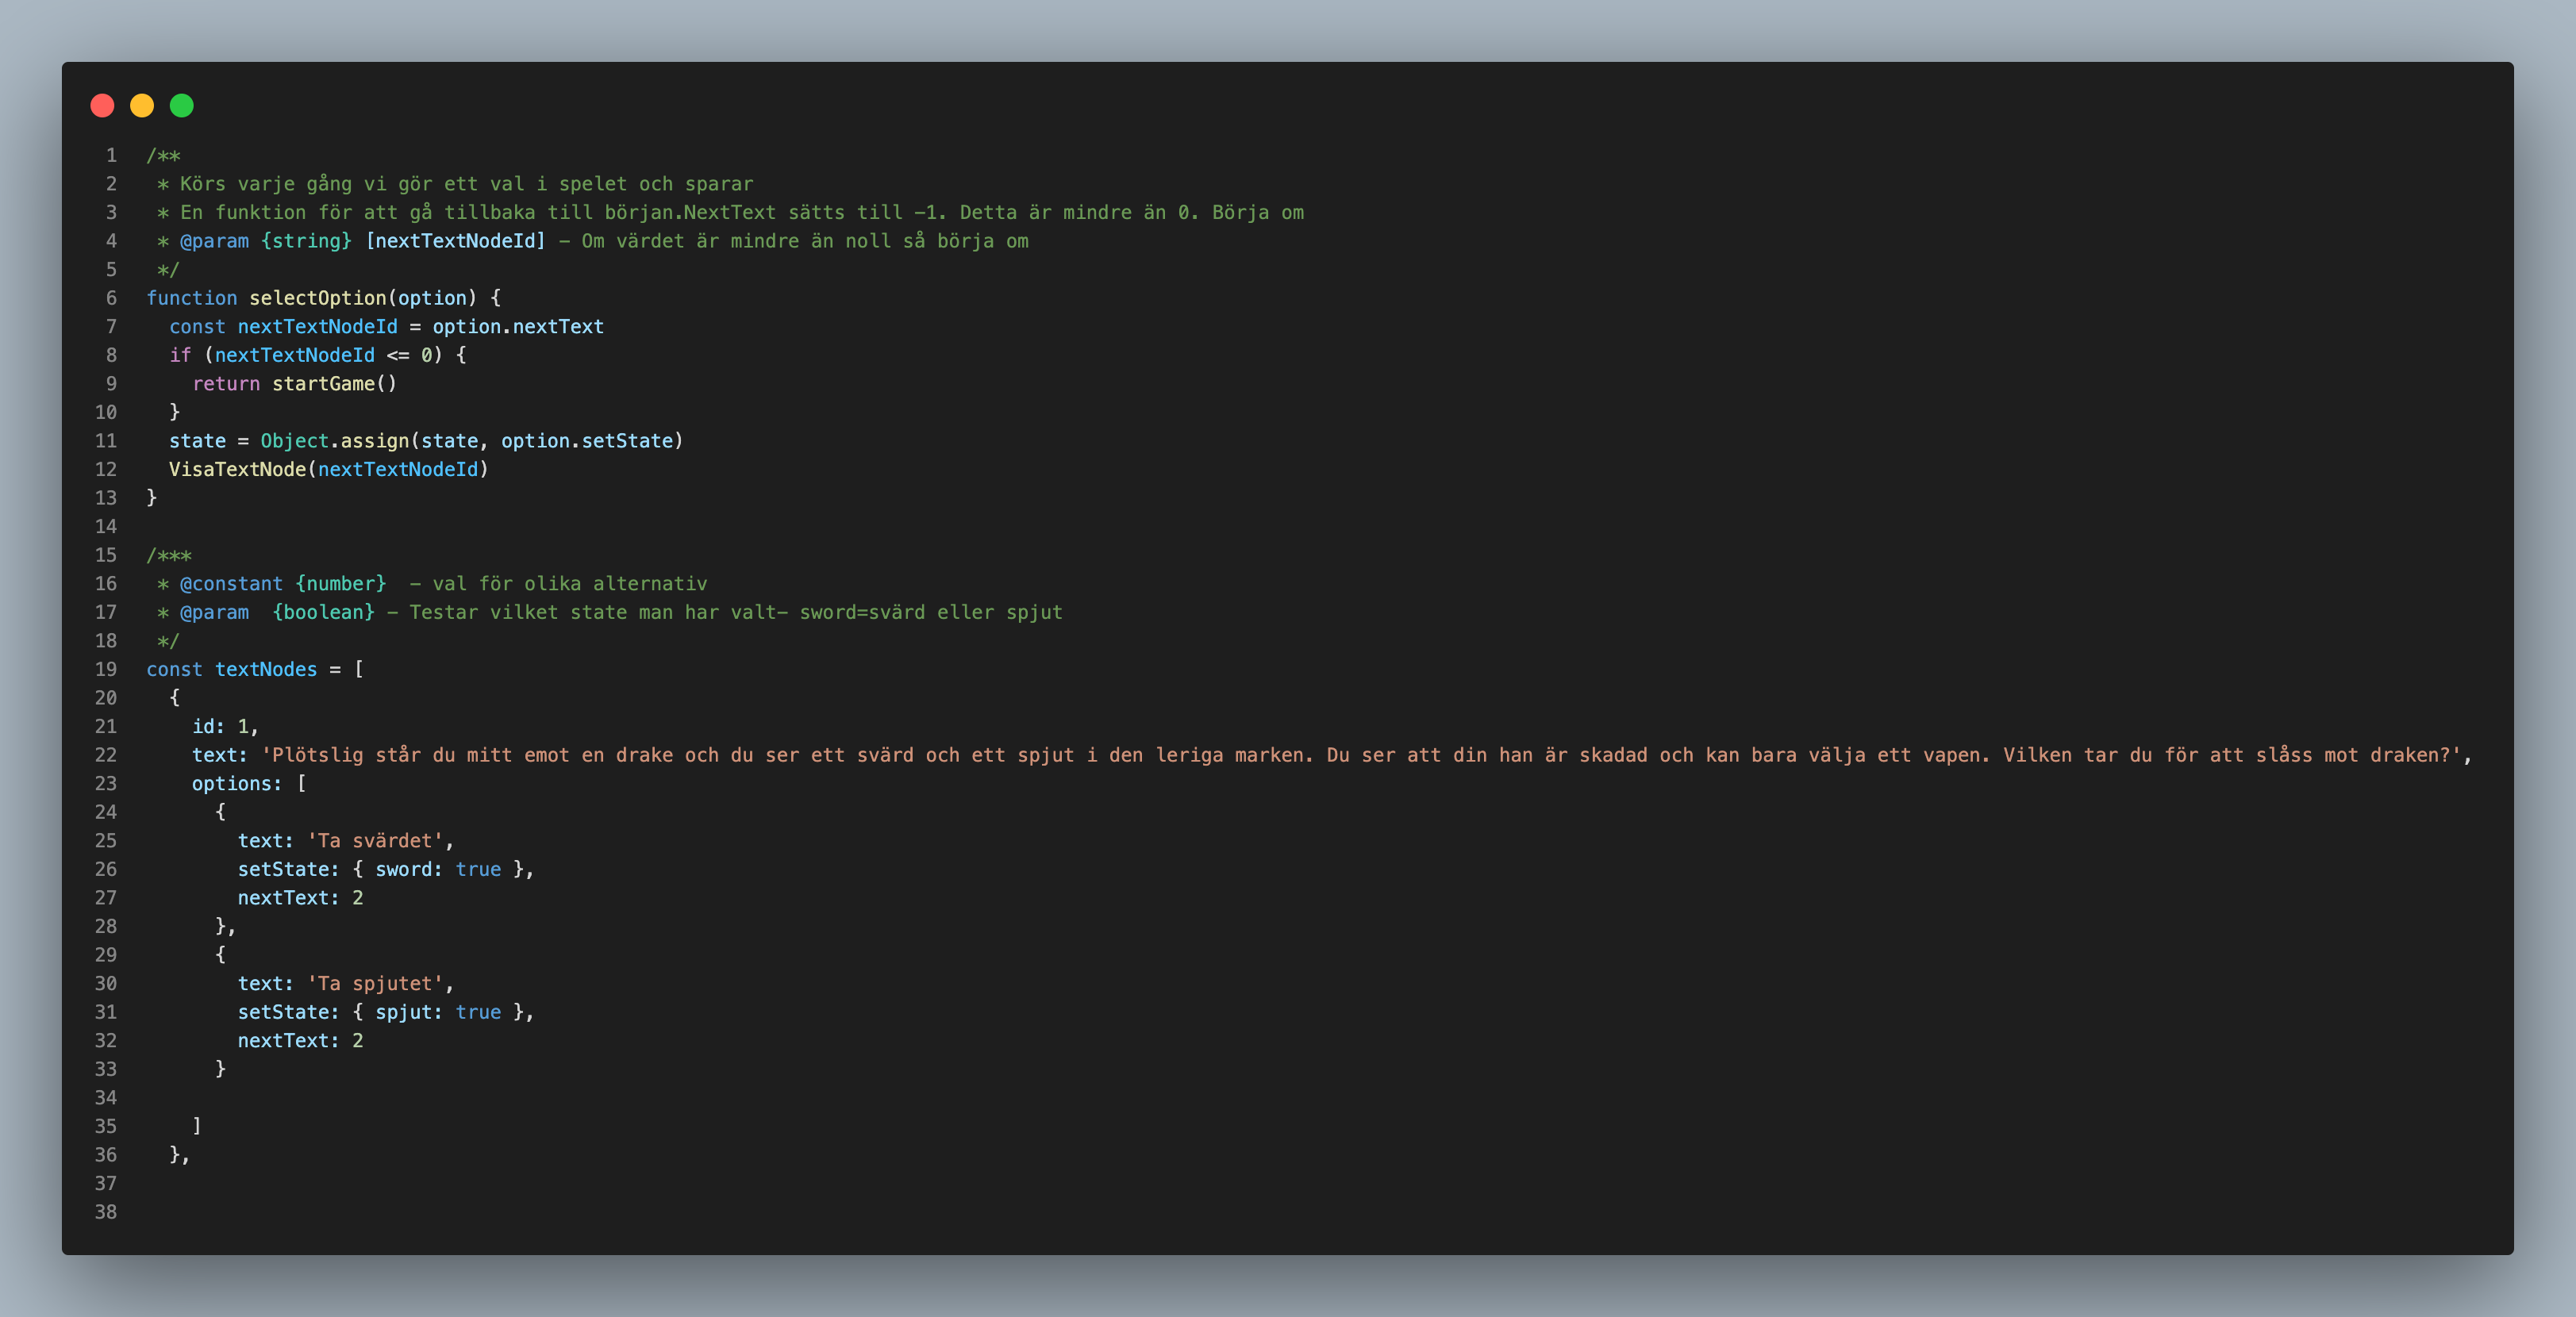 1 /**
2  * Körs varje gång vi gör ett val i spelet och sparar
3  * En funktion för att gå tillbaka till början.NextText sätts till -1. Detta är mindre än 0. Börja om
4  * @param {string} [nextTextNodeId] - Om värdet är mindre än noll så börja om
5  */
6 function selectOption(option) {
7   const nextTextNodeId = option.nextText
8   if (nextTextNodeId <= 0) {
9     return startGame()
10   }
11   state = Object.assign(state, option.setState)
12   VisaTextNode(nextTextNodeId)
13 }
14
15 /***
16  * @constant {number}  - val för olika alternativ
17  * @param  {boolean} - Testar vilket state man har valt- sword=svärd eller spjut
18  */
19 const textNodes = [
20   {
21     id: 1,
22     text: 'Plötslig står du mitt emot en drake och du ser ett svärd och ett spjut i den leriga marken. Du ser att din han är skadad och kan bara välja ett vapen. Vilken tar du för att slåss mot draken?',
23     options: [
24       {
25         text: 'Ta svärdet',
26         setState: { sword: true },
27         nextText: 2
28       },
29       {
30         text: 'Ta spjutet',
31         setState: { spjut: true },
32         nextText: 2
33       }
34
35     ]
36   },
37
38